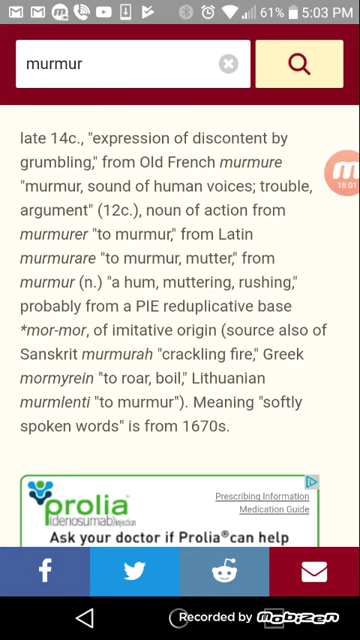 61% 5:03 PM
murmur
late 14c., "expression of discontent by
grumbling," from Old French murmure
"murmur, sound of human voices; trouble,
argument" (12c.), noun of action from
murmurer "to murmur," from Latin
murmurare "to murmur, mutter," from
murmur (n.) "a hum, muttering, rushing,"
probably from a PIE reduplicative base
*mor-mor, of imitative origin (source also of
Sanskrit murmurah "crackling fire," Greek
mormyrein "to roar, boil," Lithuanian
murmlenti "to murmur"). Meaning "softly
spoken words" is from 1670s.
18:01
prolia®
(denosumab) injection
Prescribing Information
Medication Guide
Ask your doctor if Prolia® can help
Recorded by Mobizen